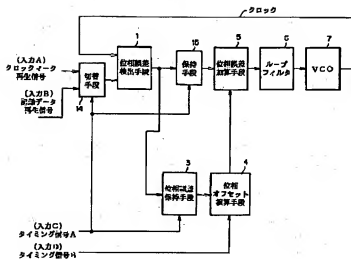 クロック
1
15
5
6
7
(入力A)
クロックマーク
再生信号
(入力B)
記録データ
再生信号
切替
手段
14
位相誤差
検出手段
保持
手段
位相誤差
加算手段
ループ
フィルタ
VCO
3
4
位相誤差
保持手段
位相
オフセット
演算手段
(入力C)
タイミング信号A
(入力D)
タイミング信号B